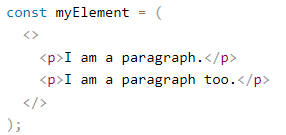 const myElement = (
  <>
    <p>I am a paragraph.</p>
    <p>I am a paragraph too.</p>
  </>
);